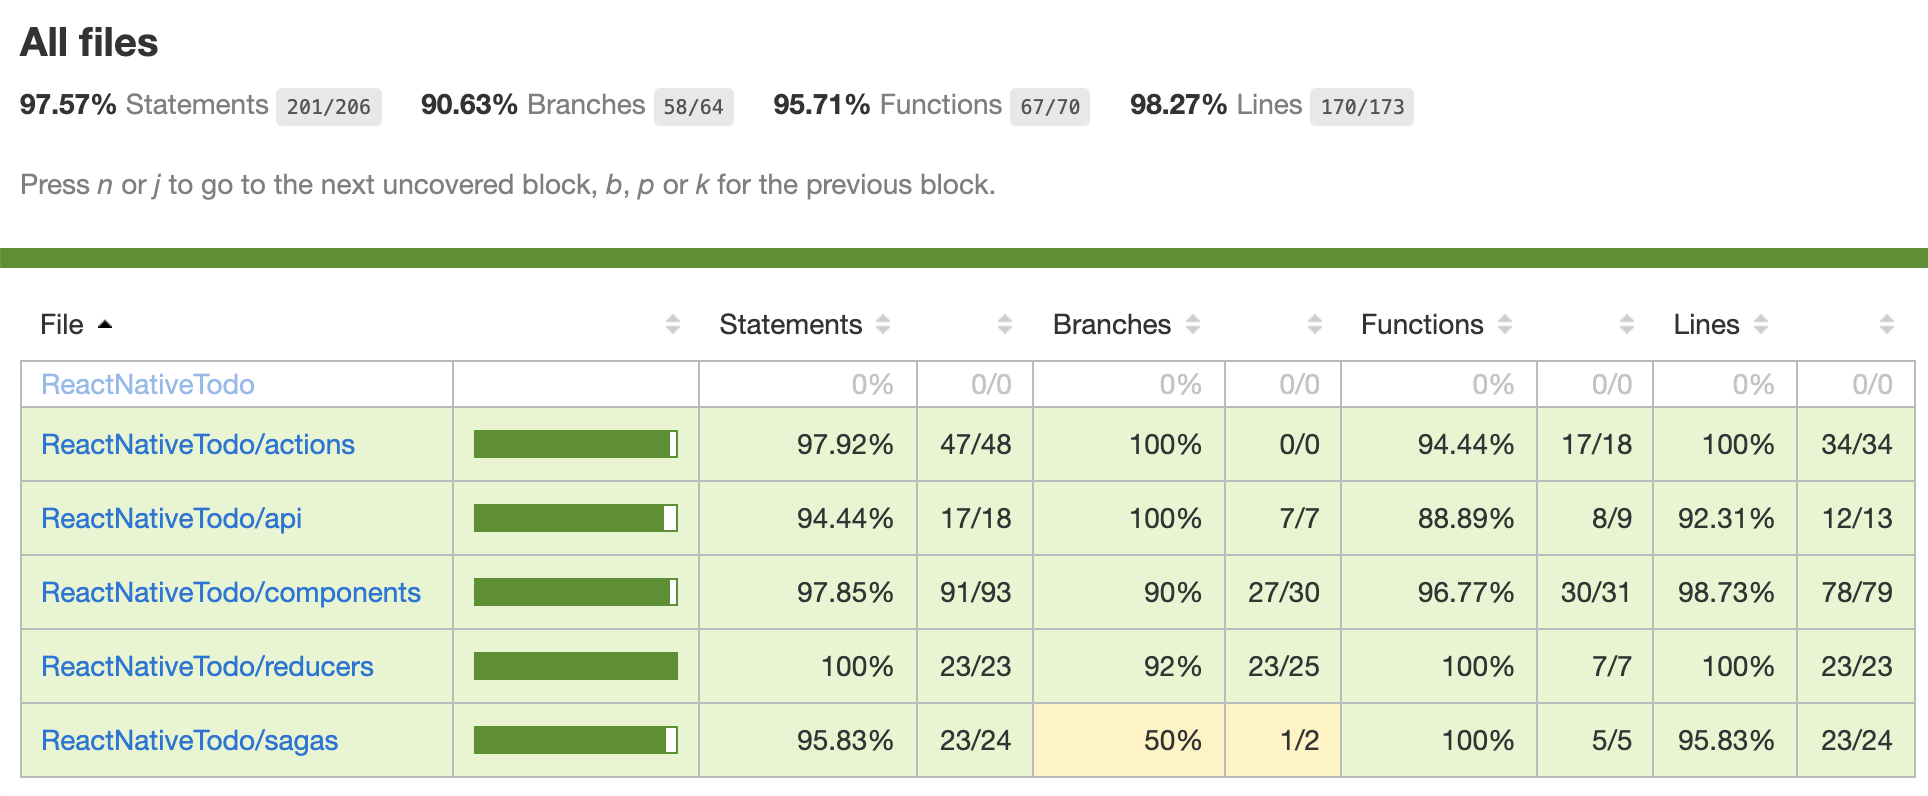 All files
97.57% Statements 201/206 90.63% Branches 58/64 95.71% Functions 67/70 98.27% Lines 170/173
Press n or j to go to the next uncovered block, b, p or k for the previous block.
File Statements Branches Functions Lines
ReactNativeTodo 0% 0/0 0% 0/0 0% 0/0 0% 0/0
ReactNativeTodo/actions 97.92% 47/48 100% 0/0 94.44% 17/18 100% 34/34
ReactNativeTodo/api 94.44% 17/18 100% 7/7 88.89% 8/9 92.31% 12/13
ReactNativeTodo/components 97.85% 91/93 90% 27/30 96.77% 30/31 98.73% 78/79
ReactNativeTodo/reducers 100% 23/23 92% 23/25 100% 7/7 100% 23/23
ReactNativeTodo/sagas 95.83% 23/24 50% 1/2 100% 5/5 95.83% 23/24